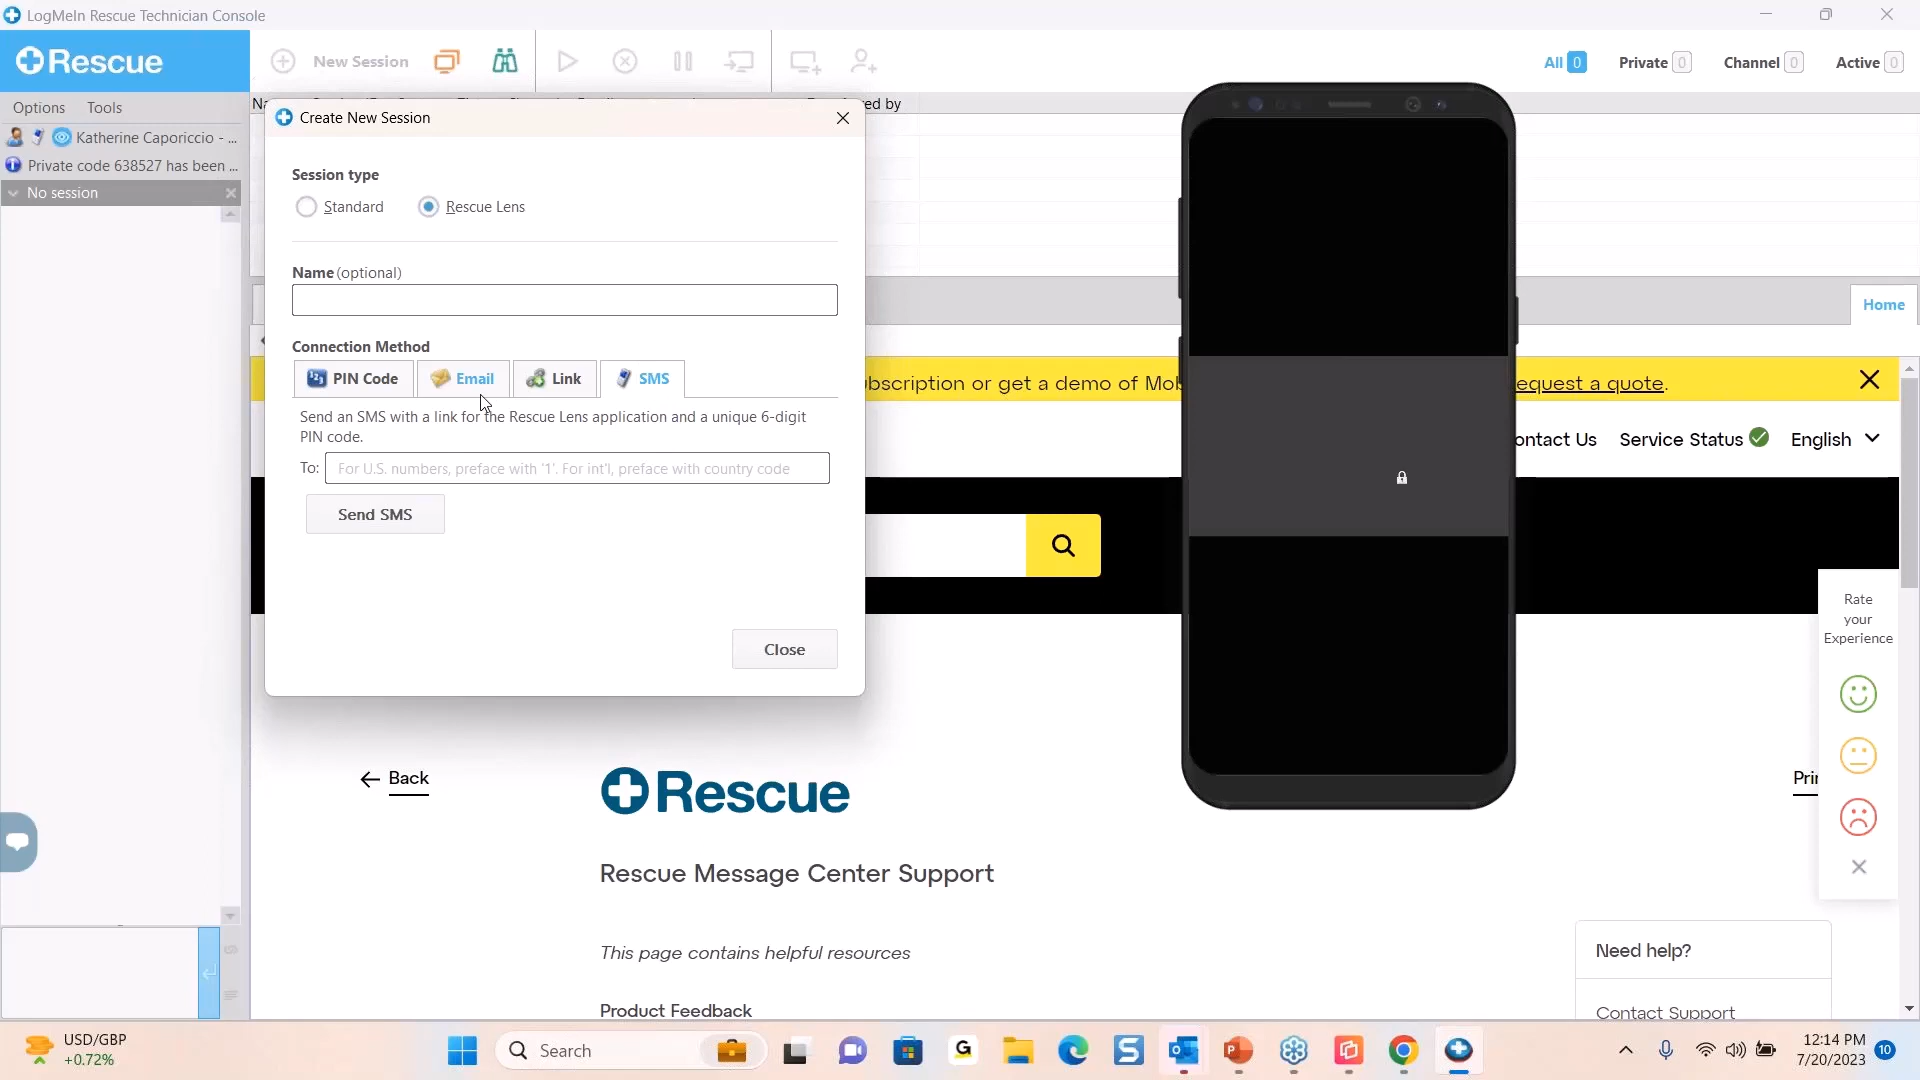 LogMeIn Rescue Technician Console
Rescue
New Session
All 0
Private 0
Channel 0
Active 0
Options Tools
Katherine Caporiccio - ...
Private code 638527 has been ...
No session
ed by
Create New Session
Session type
Standard
Rescue Lens
Name (optional)
Connection Method
PIN Code
Email
Link
SMS
Send an SMS with a link for the Rescue Lens application and a unique 6-digit
PIN code.
To: For U.S. numbers, preface with '1'. For int'l, preface with country code
Send SMS
Close
Home
bscription or get a demo of Mob
equest a quote.
ontact Us Service Status English
Rate
your
Experience
Back
Rescue
Prin
Rescue Message Center Support
This page contains helpful resources
Need help?
Product Feedback
Contact Support
USD/GBP
+0.72%
Search
12:14 PM
7/20/2023
10